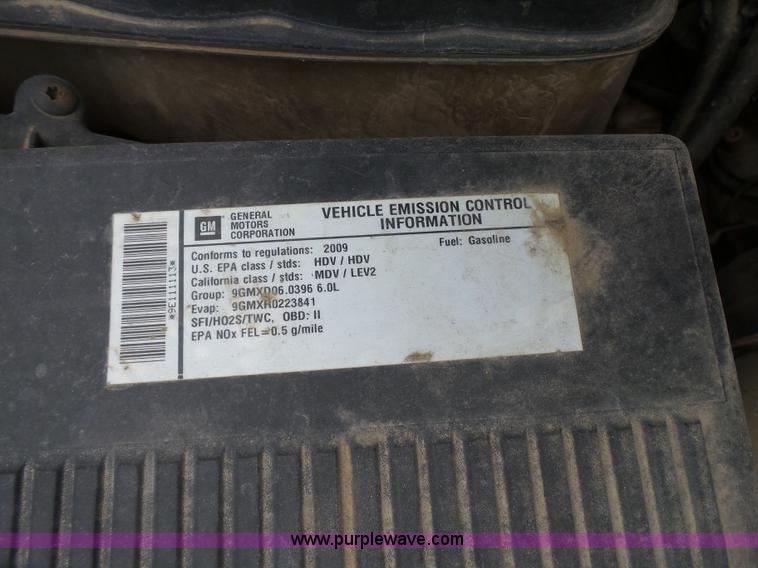 GM
GENERAL
MOTORS
CORPORATION
VEHICLE EMISSION CONTROL
INFORMATION
Conforms to regulations: 2009
Fuel: Gasoline
U.S. EPA class / stds: HDV / HDV
California class / stds: MDV / LEV2
Group: 9GMXD06.0396 6.0L
Evap: 9GMXR0223841
SFI/HO2S/TWC, OBD: II
EPA NOx FEL=0.5 g/mile
*9E111113*
www.purplewave.com